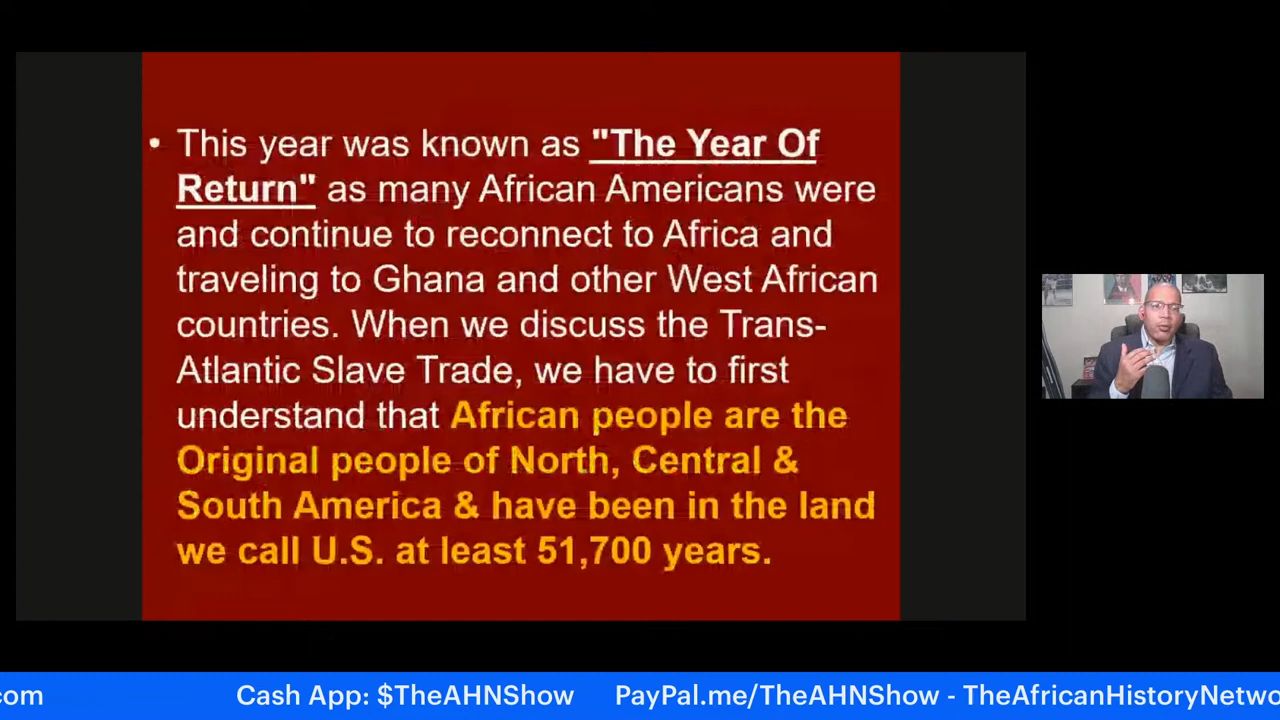 • This year was known as "The Year Of
Return" as many African Americans were
and continue to reconnect to Africa and
traveling to Ghana and other West African
countries. When we discuss the Trans-
Atlantic Slave Trade, we have to first
understand that African people are the
Original people of North, Central &
South America & have been in the land
we call U.S. at least 51,700 years.
com Cash App: $TheAHNShow PayPal.me/TheAHNShow - TheAfricanHistoryNetwo